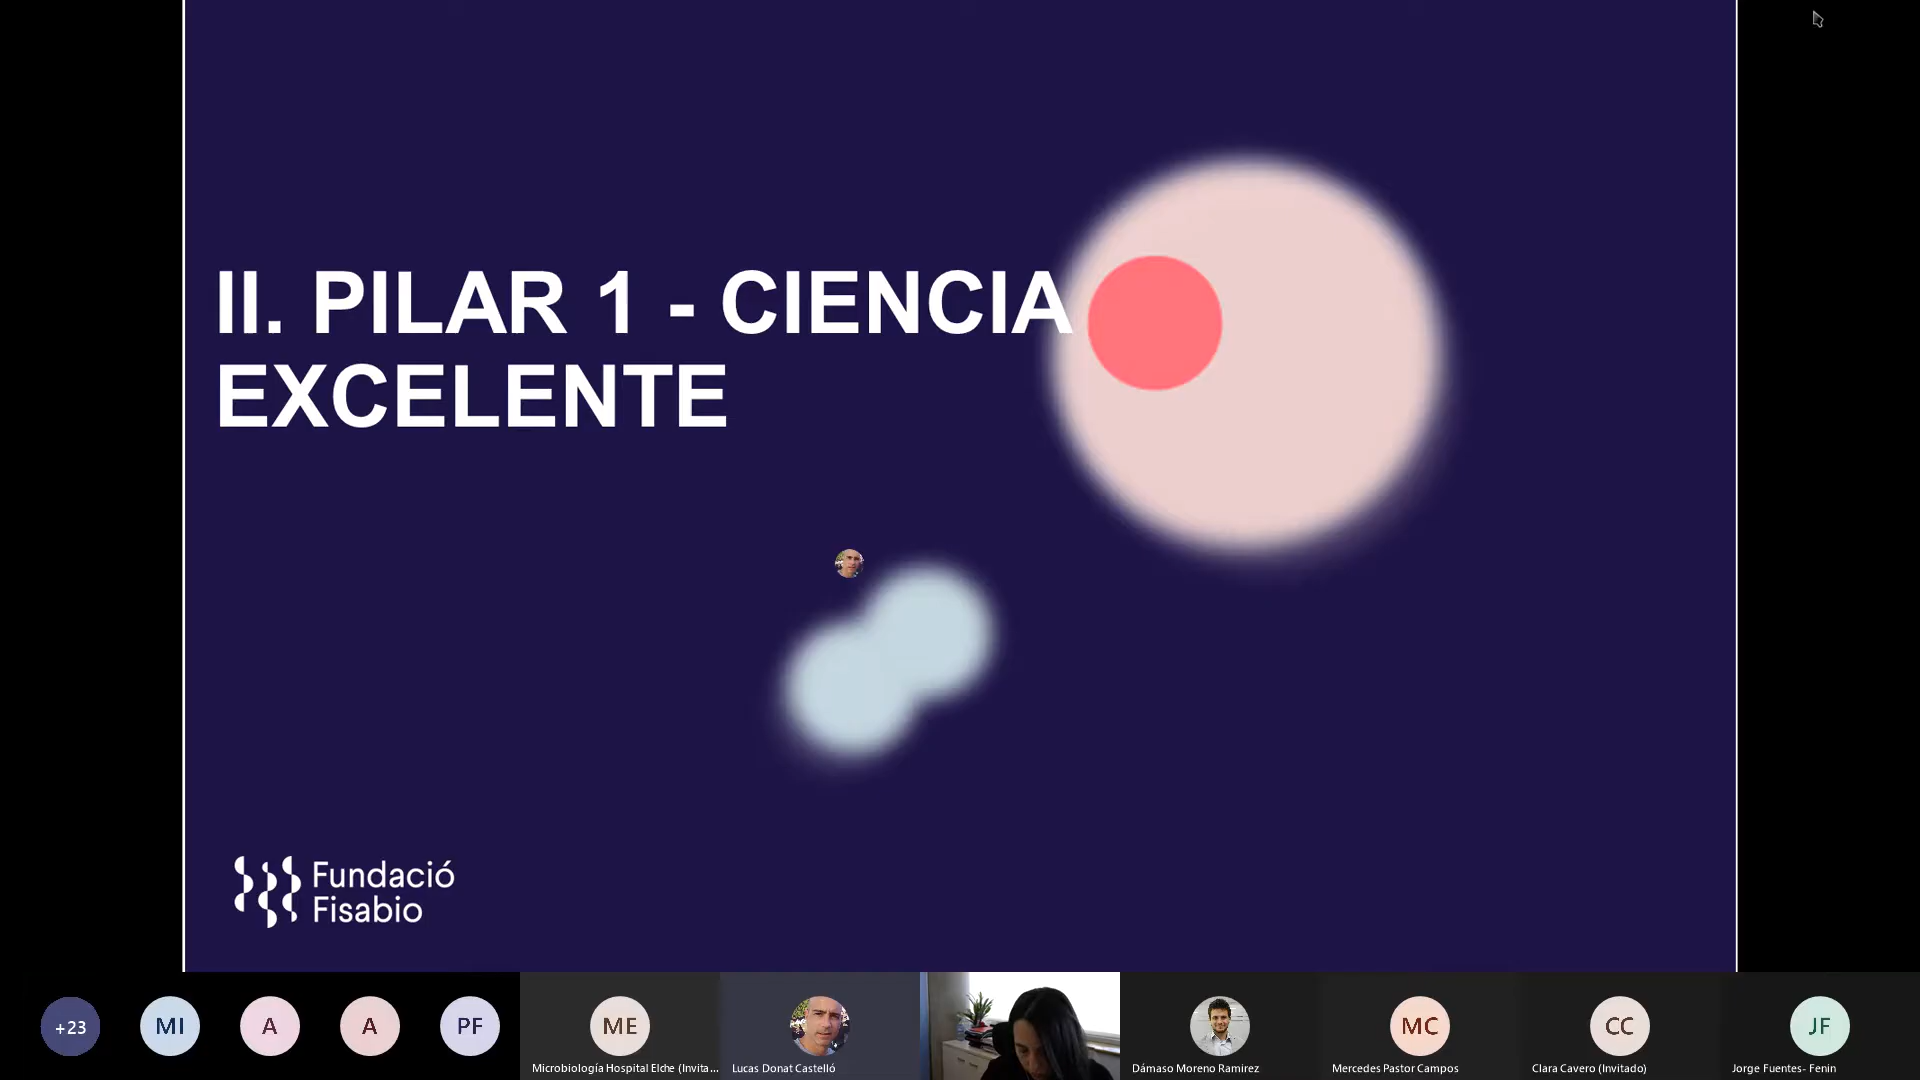 II. PILAR 1 - CIENCIA
EXCELENTE
Fundació
Fisabio
+23
MI
A
A
PF
ME
MC
CC
JF
Microbiología Hospital Elche (Invita...
Lucas Donat Castelló
Dámaso Moreno Ramirez
Mercedes Pastor Campos
Clara Cavero (Invitado)
Jorge Fuentes- Fenin